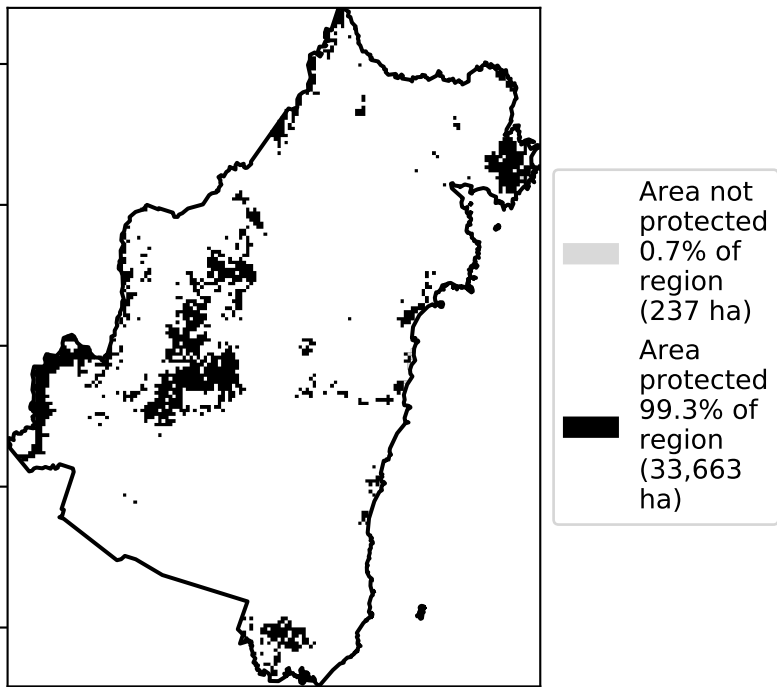 Area not
protected
0.7% of
region
(237 ha)
Area
protected
99.3% of
region
(33,663
ha)